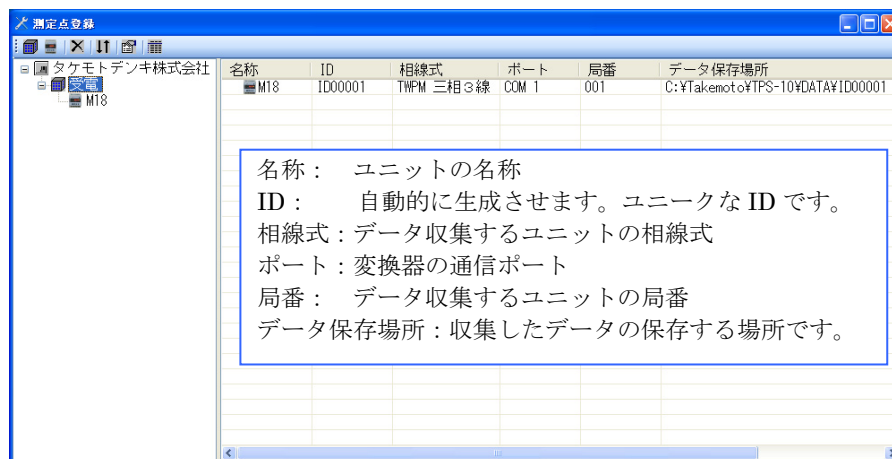 測定点登録
タケモトデンキ株式会社
受電
M18
名称 ID 相線式 ポート 局番 データ保存場所
M18 ID00001 TWPM 三相３線 COM 1 001 C:¥Takemoto¥TPS-10¥DATA¥ID00001
名称： ユニットの名称
ID： 自動的に生成させます。ユニークな ID です。
相線式：データ収集するユニットの相線式
ポート：変換器の通信ポート
局番： データ収集するユニットの局番
データ保存場所：収集したデータの保存する場所です。